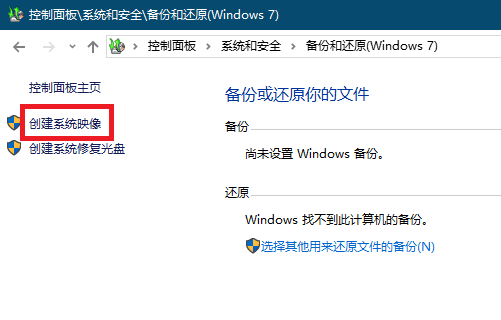 控制面板\系统和安全\备份和还原(Windows 7)
控制面板 > 系统和安全 > 备份和还原(Windows 7)
控制面板主页
创建系统映像
创建系统修复光盘
备份或还原你的文件
备份
尚未设置 Windows 备份。
还原
Windows 找不到此计算机的备份。
选择其他用来还原文件的备份(N)